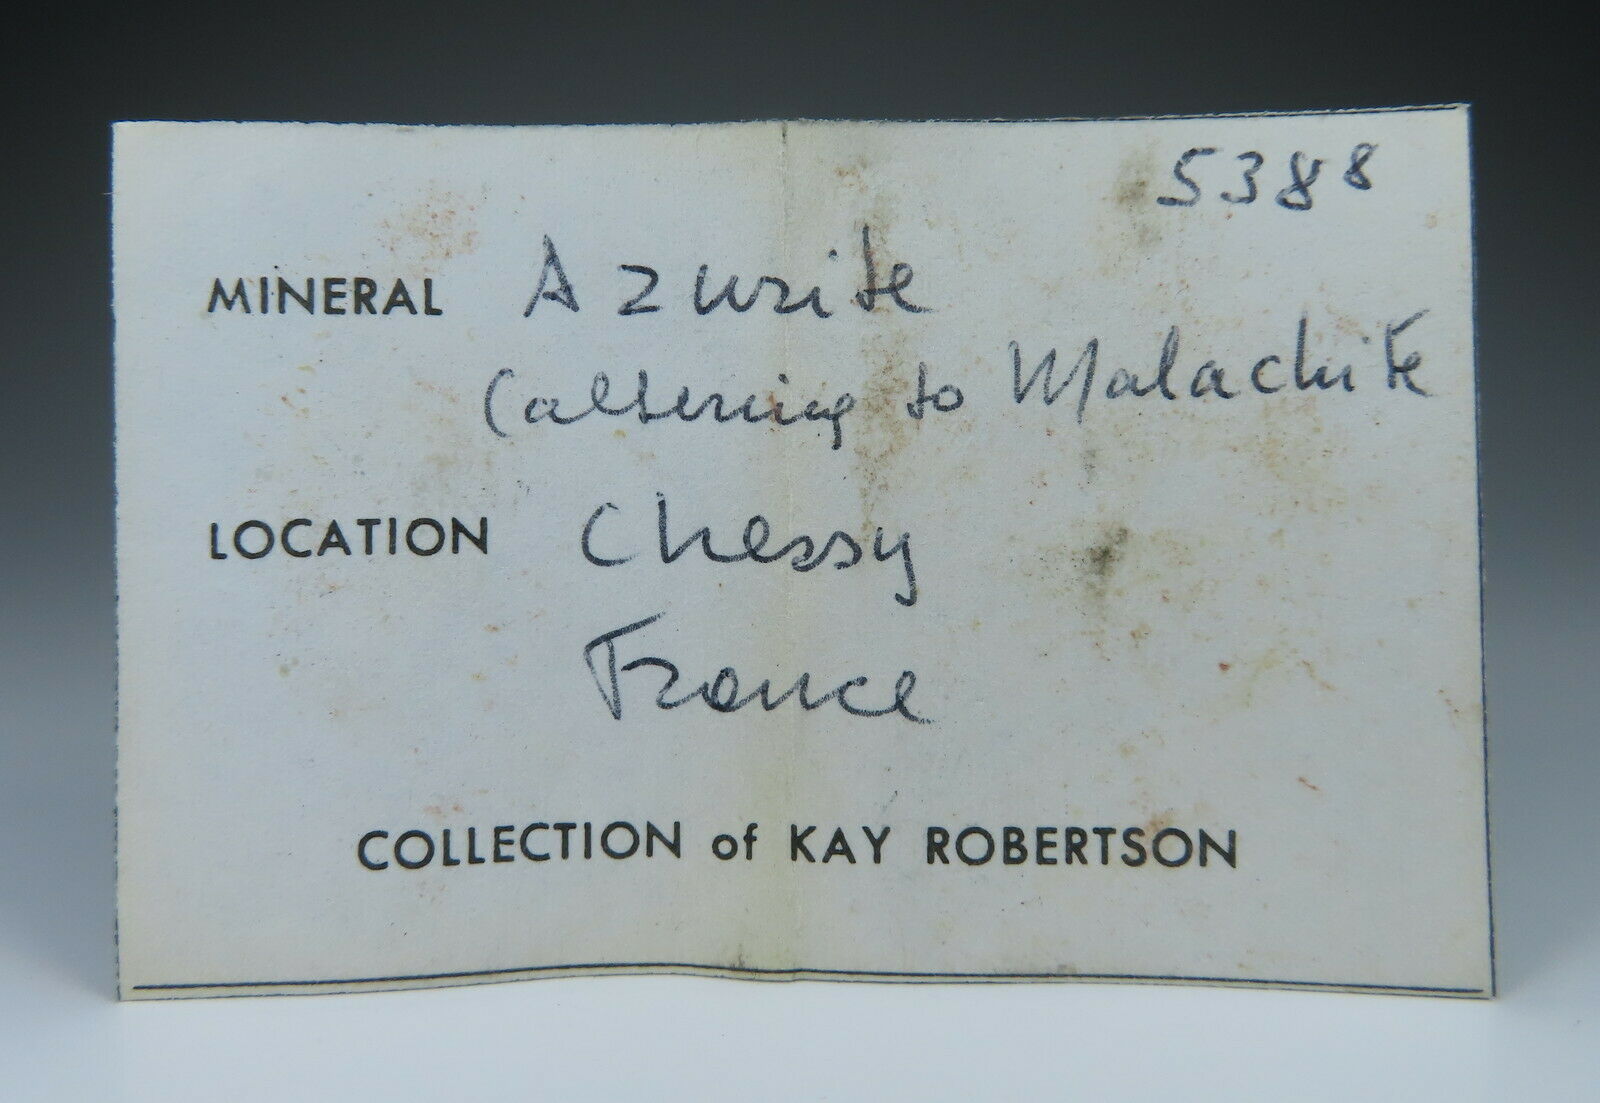 5388
MINERAL Azurite
(altering to Malachite
LOCATION Chessy
France
COLLECTION of KAY ROBERTSON